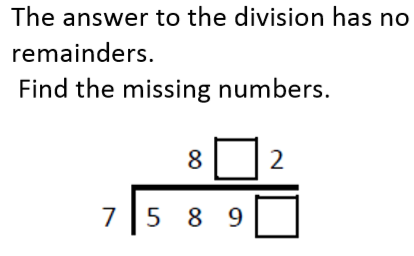 The answer to the division has no
remainders.
Find the missing numbers.
8 □ 2
7 5 8 9 □